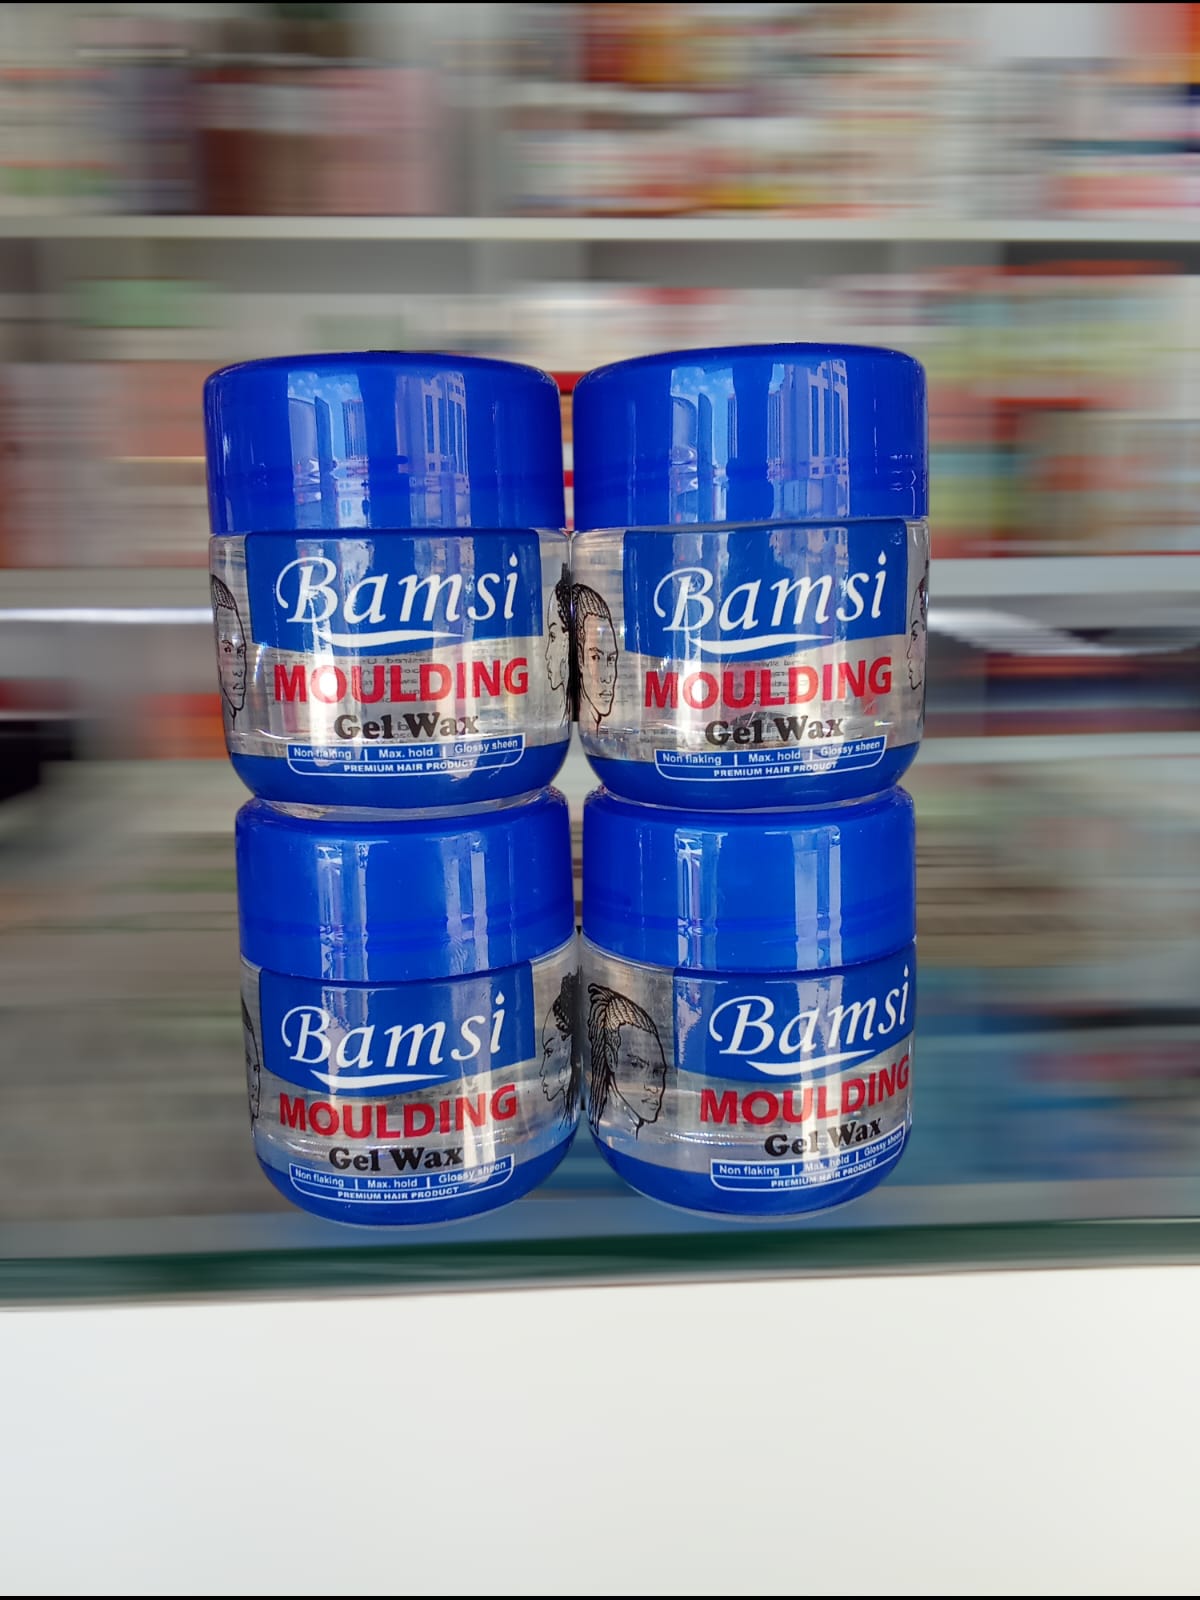 Bamsi
MOULDING
Gel Wax
Non flaking | Max. hold | Glossy sheen
PREMIUM HAIR PRODUCT
Bamsi
MOULDING
Gel Wax
Non flaking | Max. hold | Glossy sheen
PREMIUM HAIR PRODUCT
Bamsi
MOULDING
Gel Wax
Non flaking | Max. hold | Glossy sheen
PREMIUM HAIR PRODUCT
Bamsi
MOULDING
Gel Wax
Non flaking | Max. hold | Glossy sheen
PREMIUM HAIR PRODUCT